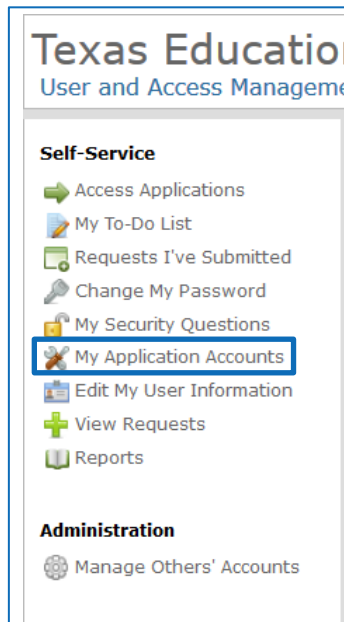 Texas Education
User and Access Manageme
Self-Service
Access Applications
My To-Do List
Requests I've Submitted
Change My Password
My Security Questions
My Application Accounts
Edit My User Information
View Requests
Reports
Administration
Manage Others' Accounts